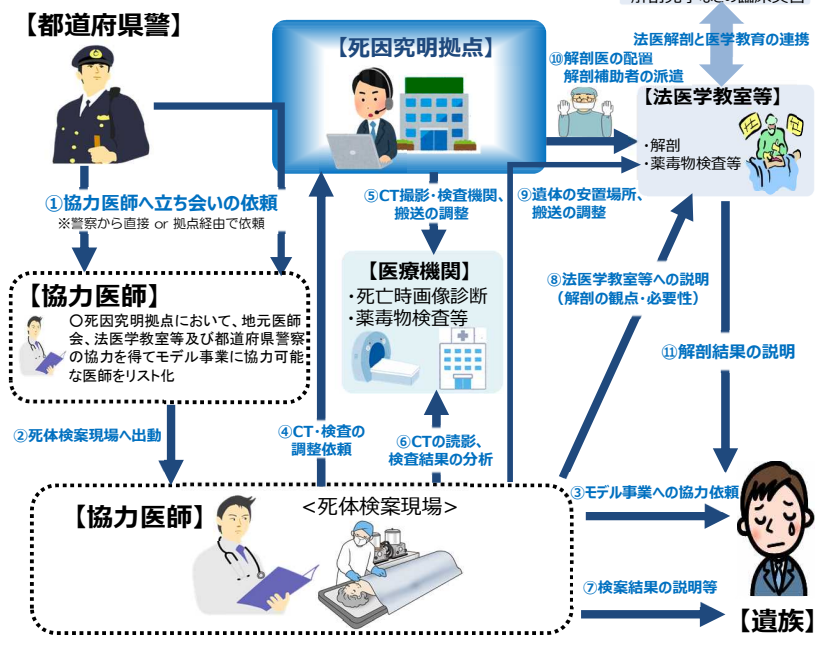 【都道府県警】
【死因究明拠点】
法医解剖と医学教育の連携
⑩解剖医の配置
解剖補助者の派遣
【法医学教室等】
・解剖
・薬毒物検査等
①協力医師へ立ち会いの依頼
※警察から直接 or 拠点経由で依頼
⑤CT撮影・検査機関、
搬送の調整
⑨遺体の安置場所、
搬送の調整
【医療機関】
・死亡時画像診断
・薬毒物検査等
⑧法医学教室等への説明
（解剖の観点・必要性）
【協力医師】
〇死因究明拠点において、地元医師
会、法医学教室等及び都道府県警察
の協力を得てモデル事業に協力可能
な医師をリスト化
⑪解剖結果の説明
②死体検案現場へ出動
④CT・検査の
調整依頼
⑥CTの読影、
検査結果の分析
③モデル事業への協力依頼
【協力医師】
<死体検案現場>
⑦検案結果の説明等
【遺族】